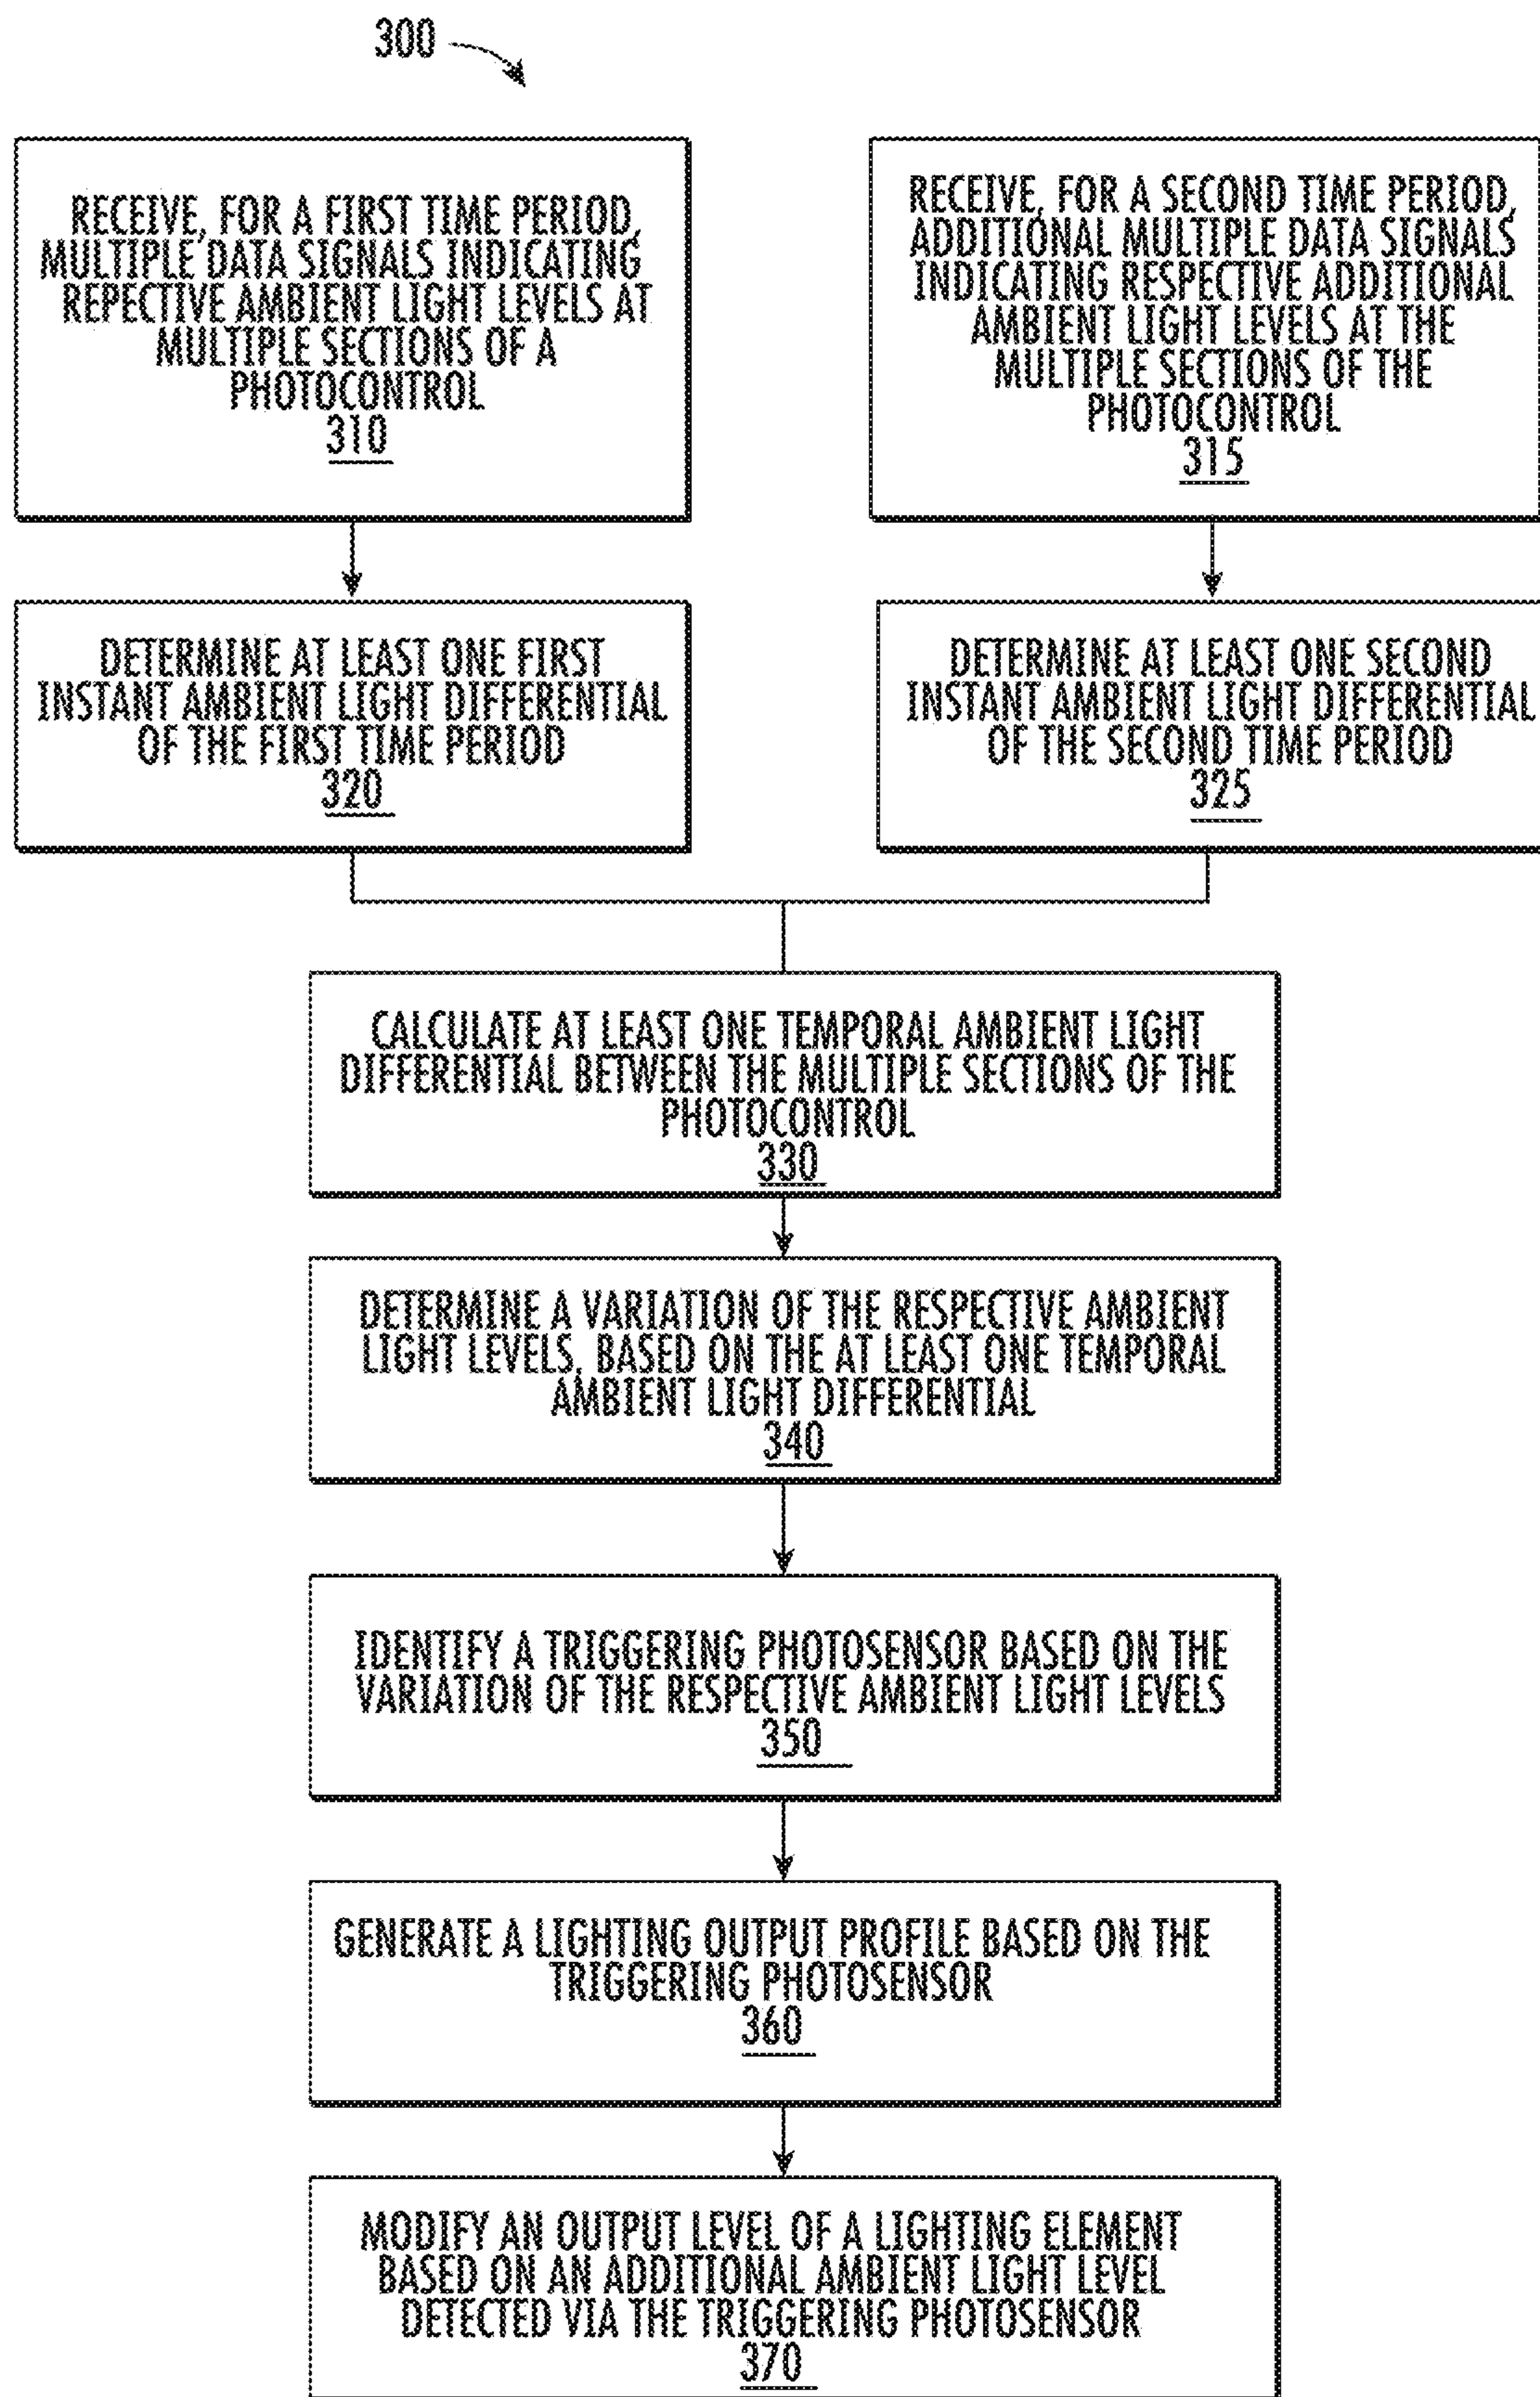 300
RECEIVE, FOR A FIRST TIME PERIOD,
MULTIPLE DATA SIGNALS INDICATING
REPECTIVE AMBIENT LIGHT LEVELS AT
MULTIPLE SECTIONS OF A
PHOTOCONTROL
310
RECEIVE, FOR A SECOND TIME PERIOD,
ADDITIONAL MULTIPLE DATA SIGNALS
INDICATING RESPECTIVE ADDITIONAL
AMBIENT LIGHT LEVELS AT THE
MULTIPLE SECTIONS OF THE
PHOTOCONTROL
315
DETERMINE AT LEAST ONE FIRST
INSTANT AMBIENT LIGHT DIFFERENTIAL
OF THE FIRST TIME PERIOD
320
DETERMINE AT LEAST ONE SECOND
INSTANT AMBIENT LIGHT DIFFERENTIAL
OF THE SECOND TIME PERIOD
325
CALCULATE AT LEAST ONE TEMPORAL AMBIENT LIGHT
DIFFERENTIAL BETWEEN THE MULTIPLE SECTIONS OF THE
PHOTOCONTROL
330
DETERMINE A VARIATION OF THE RESPECTIVE AMBIENT
LIGHT LEVELS, BASED ON THE AT LEAST ONE TEMPORAL
AMBIENT LIGHT DIFFERENTIAL
340
IDENTIFY A TRIGGERING PHOTOSENSOR BASED ON THE
VARIATION OF THE RESPECTIVE AMBIENT LIGHT LEVELS
350
GENERATE A LIGHTING OUTPUT PROFILE BASED ON THE
TRIGGERING PHOTOSENSOR
360
MODIFY AN OUTPUT LEVEL OF A LIGHTING ELEMENT
BASED ON AN ADDITIONAL AMBIENT LIGHT LEVEL
DETECTED VIA THE TRIGGERING PHOTOSENSOR
370